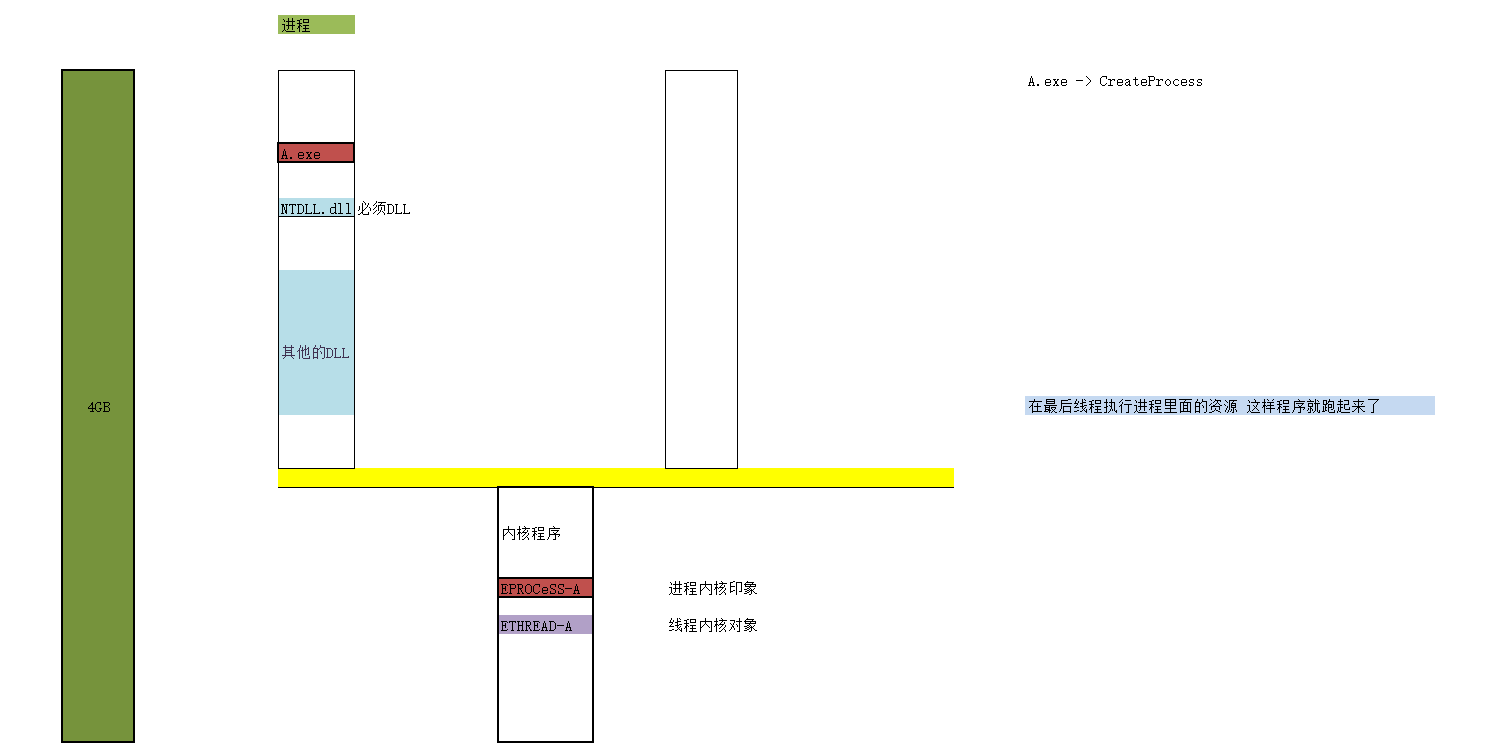 进程
A.exe -> CreateProcess
A.exe
NTDLL.dll 必须DLL
其他的DLL
4GB
在最后线程执行进程里面的资源 这样程序就跑起来了
内核程序
EPROCeSS-A
进程内核印象
ETHREAD-A
线程内核对象